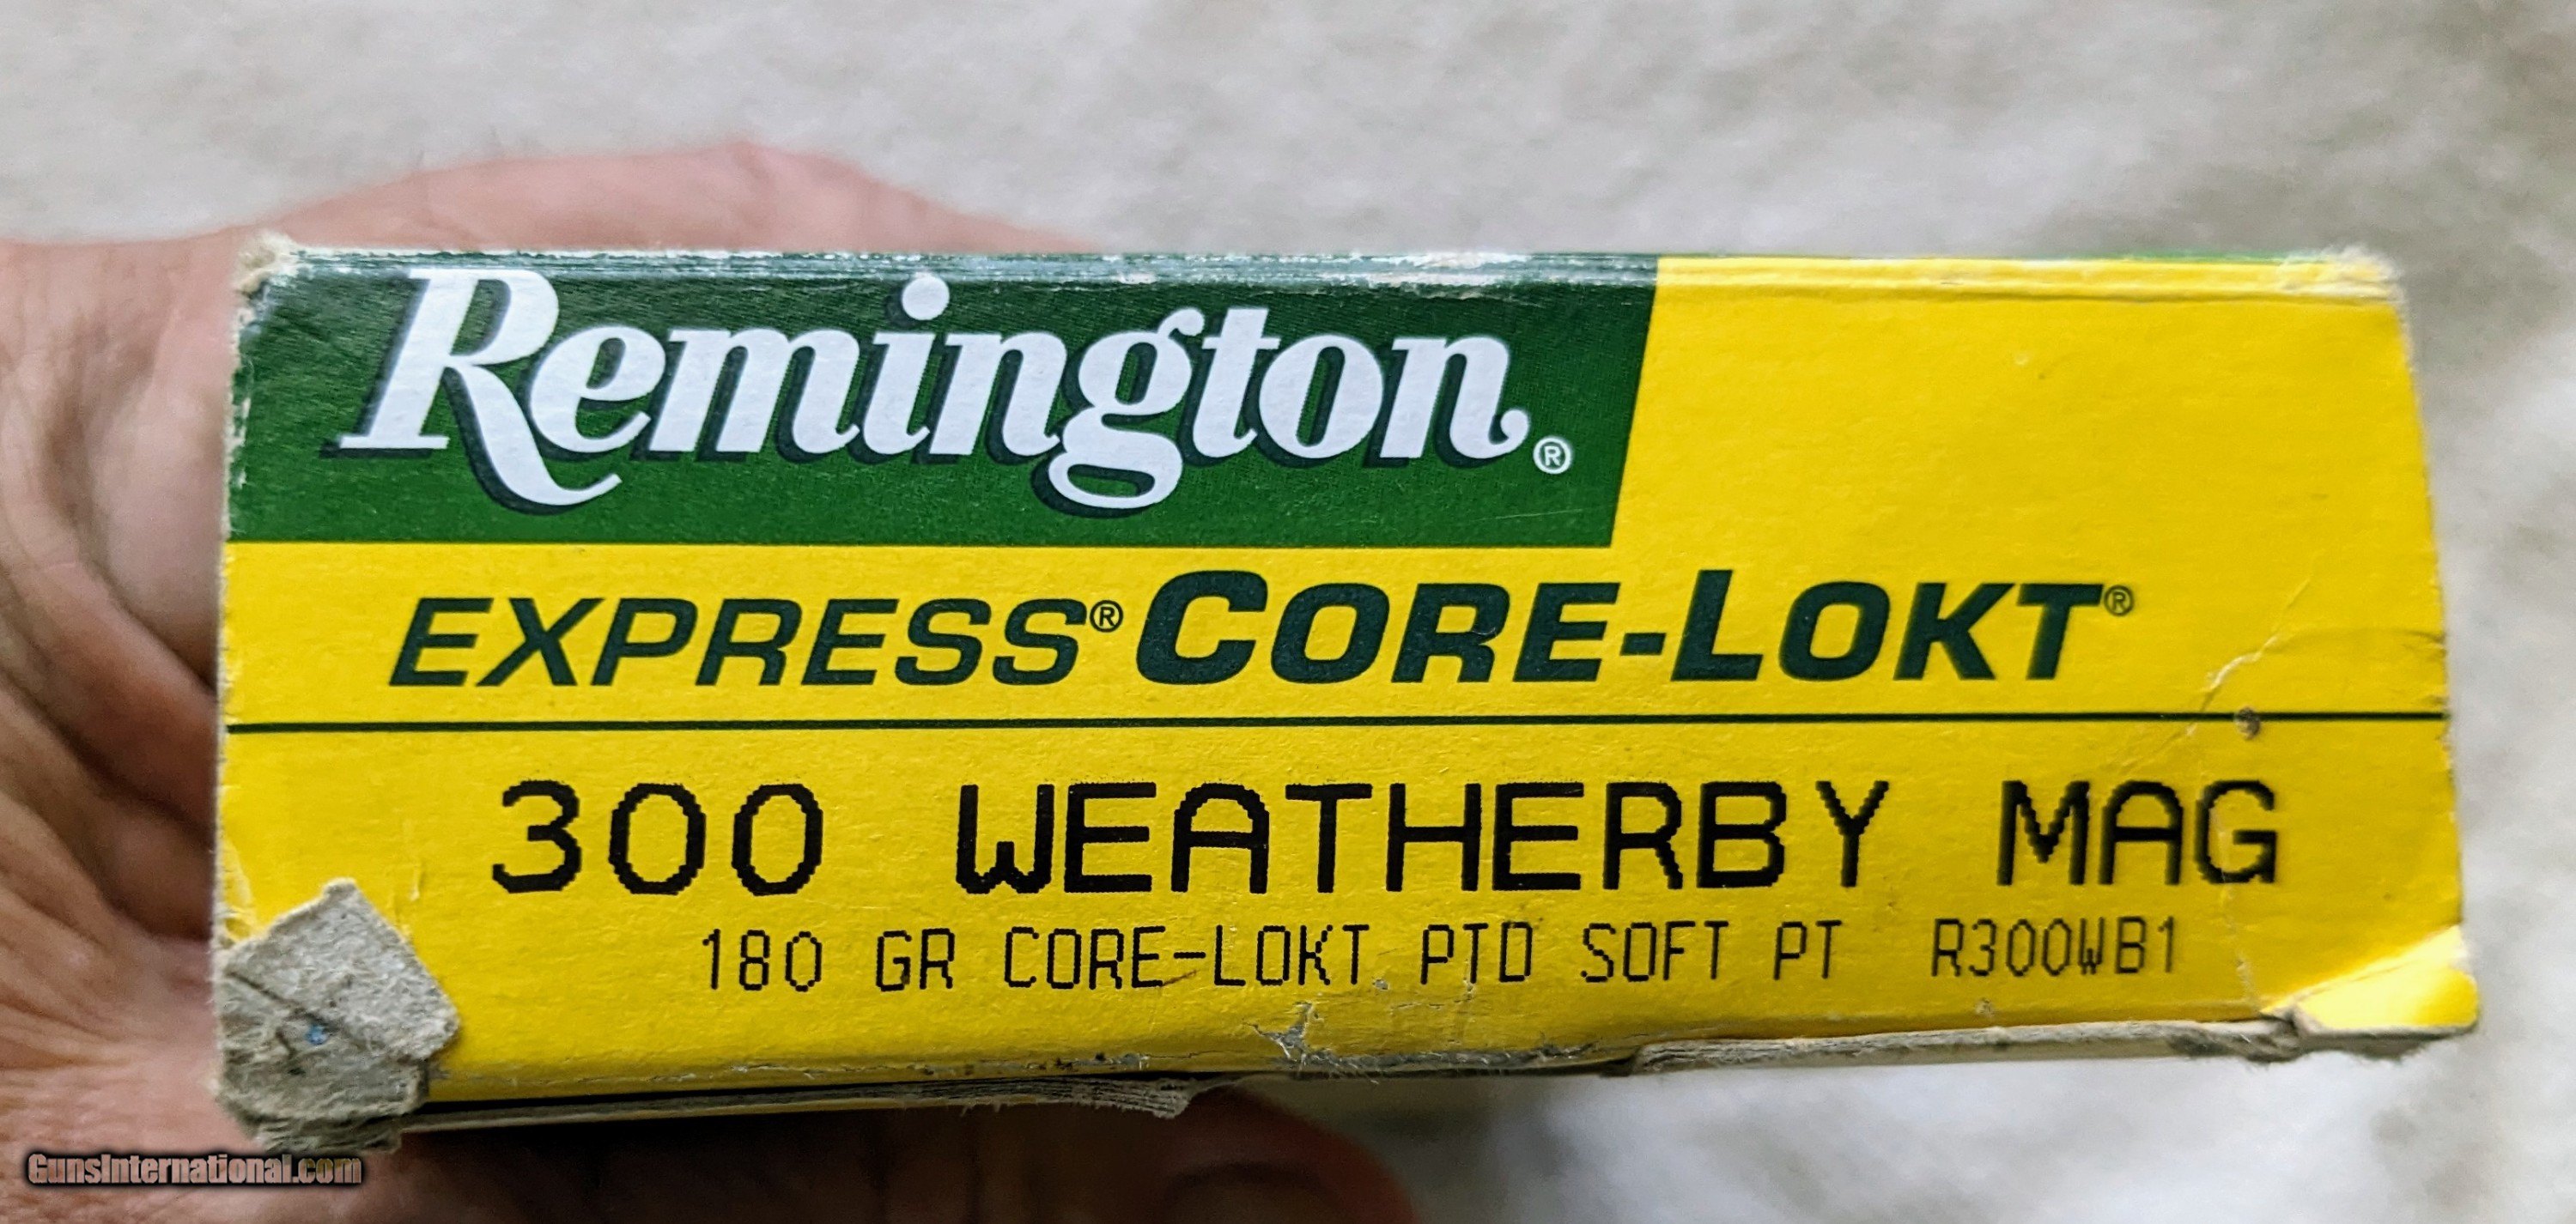 Remington®
EXPRESS® CORE-LOKT®
300 WEATHERBY MAG
180 GR CORE-LOKT PTD SOFT PT R300WB1
GunsInternational.com